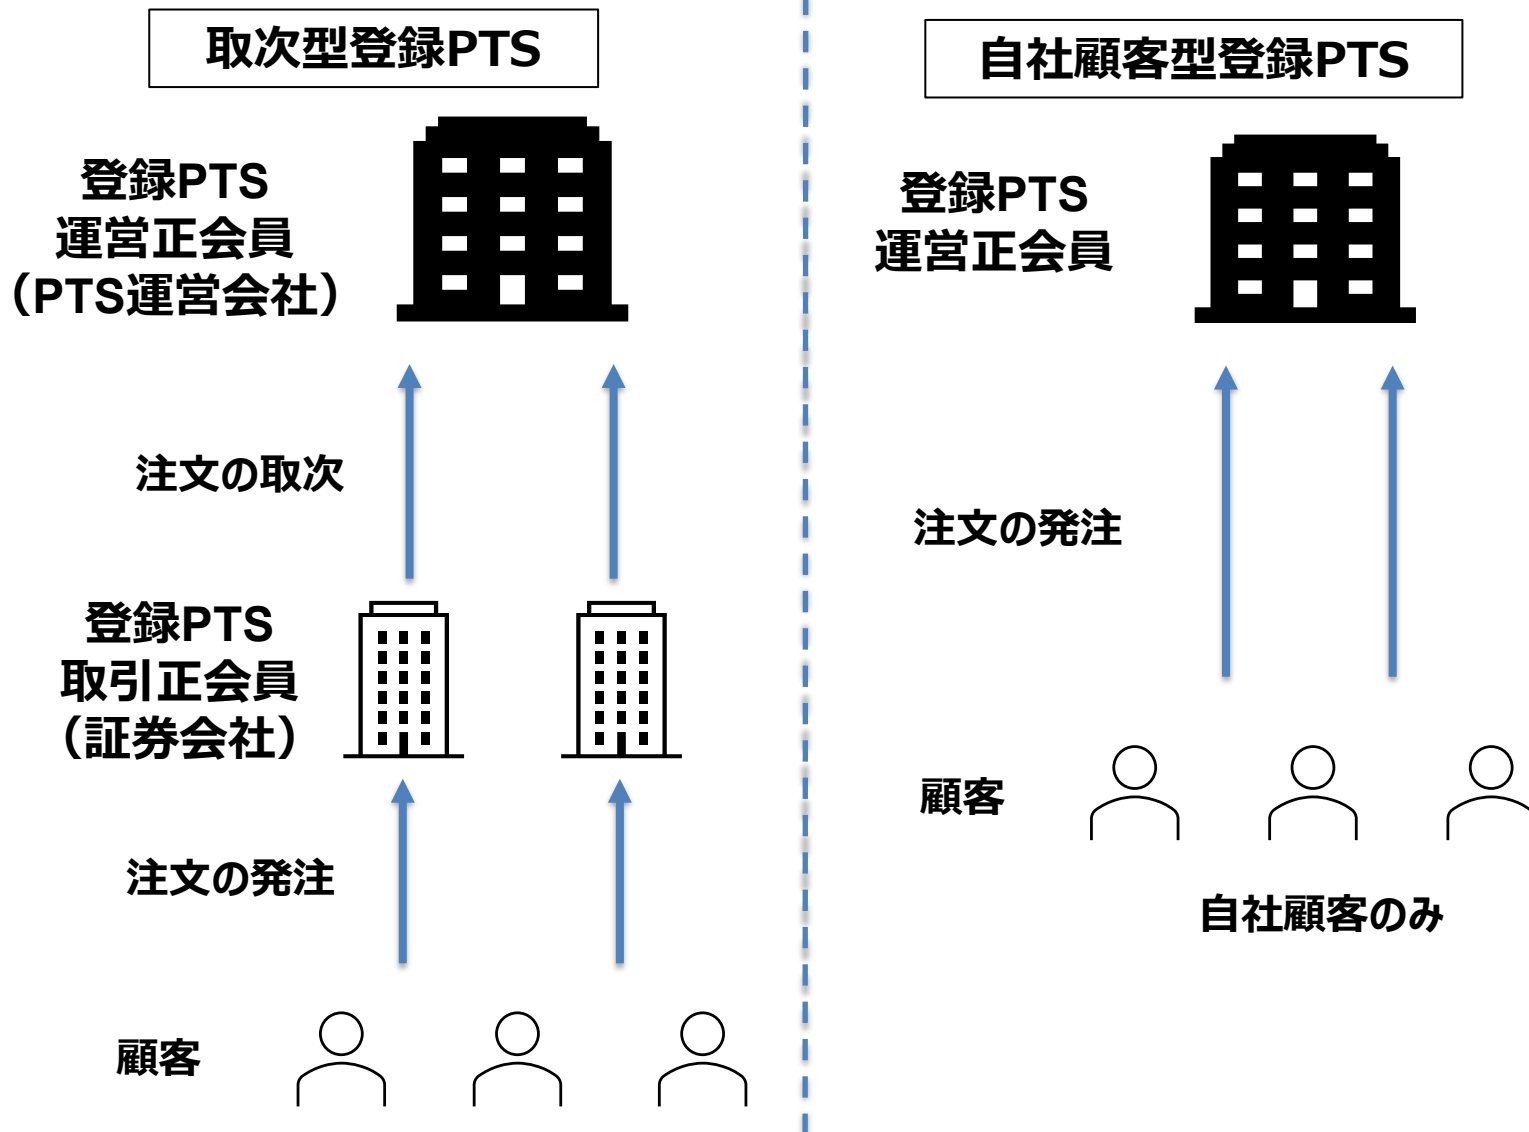 取次型登録PTS
登録PTS
運営正会員
（PTS運営会社）
注文の取次
登録PTS
取引正会員
（証券会社）
注文の発注
顧客
自社顧客型登録PTS
登録PTS
運営正会員
注文の発注
顧客
自社顧客のみ